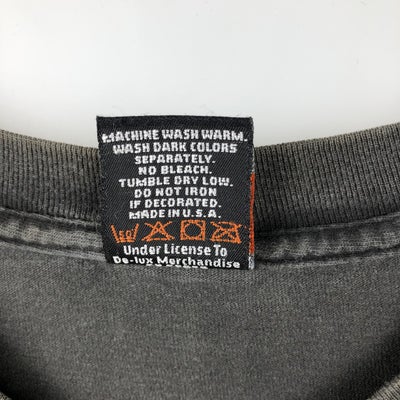 MACHINE WASH WARM.
WASH DARK COLORS
SEPARATELY.
NO BLEACH.
TUMBLE DRY LOW.
DO NOT IRON
IF DECORATED.
MADE IN U.S.A.
Under License To
De-lux Merchandise